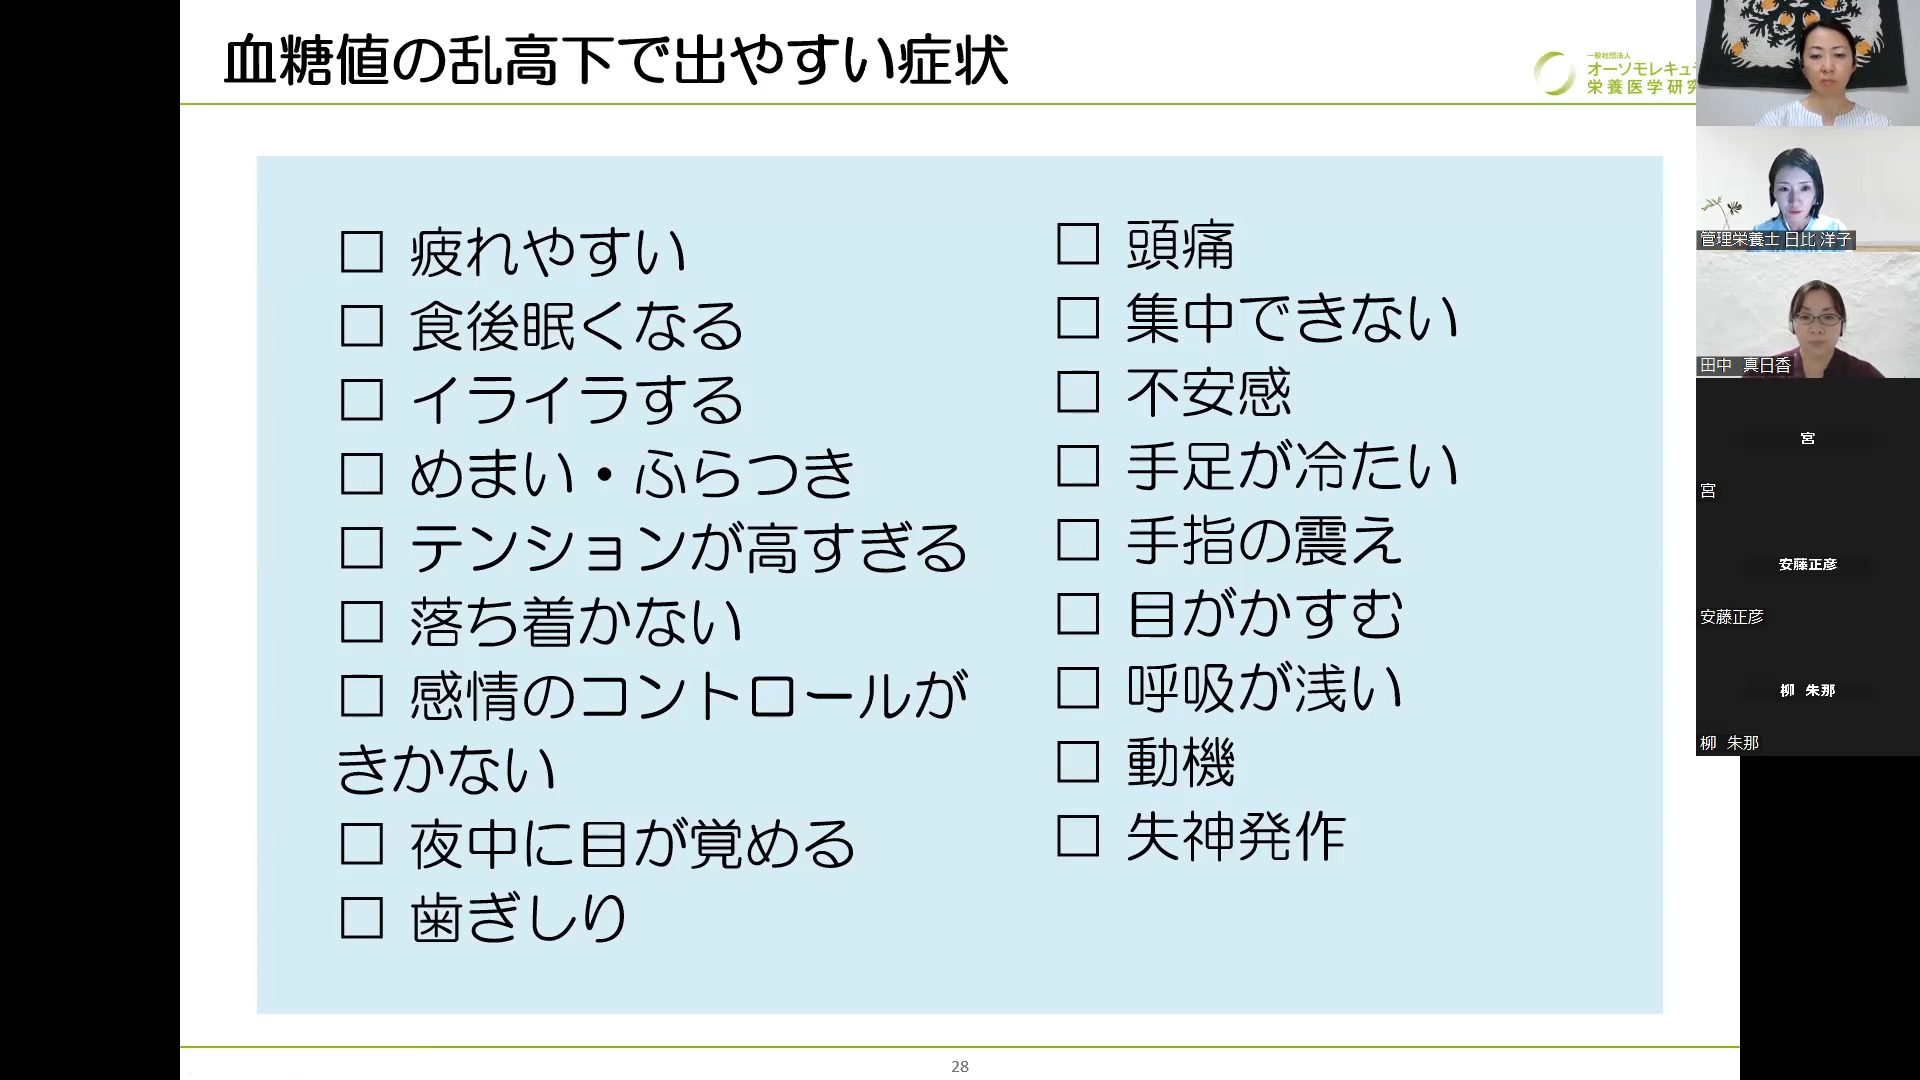 血糖値の乱高下で出やすい症状
一般社団法人
オーソモレキュ
栄養医学研究
□ 疲れやすい
□ 食後眠くなる
□ イライラする
□ めまい・ふらつき
□ テンションが高すぎる
□ 落ち着かない
□ 感情のコントロールが
きかない
□ 夜中に目が覚める
□ 歯ぎしり
□ 頭痛
□ 集中できない
□ 不安感
□ 手足が冷たい
□ 手指の震え
□ 目がかすむ
□ 呼吸が浅い
□ 動機
□ 失神発作
28
管理栄養士 日比 洋子
田中 真日香
宮
宮
安藤正彦
安藤正彦
柳 朱那
柳 朱那